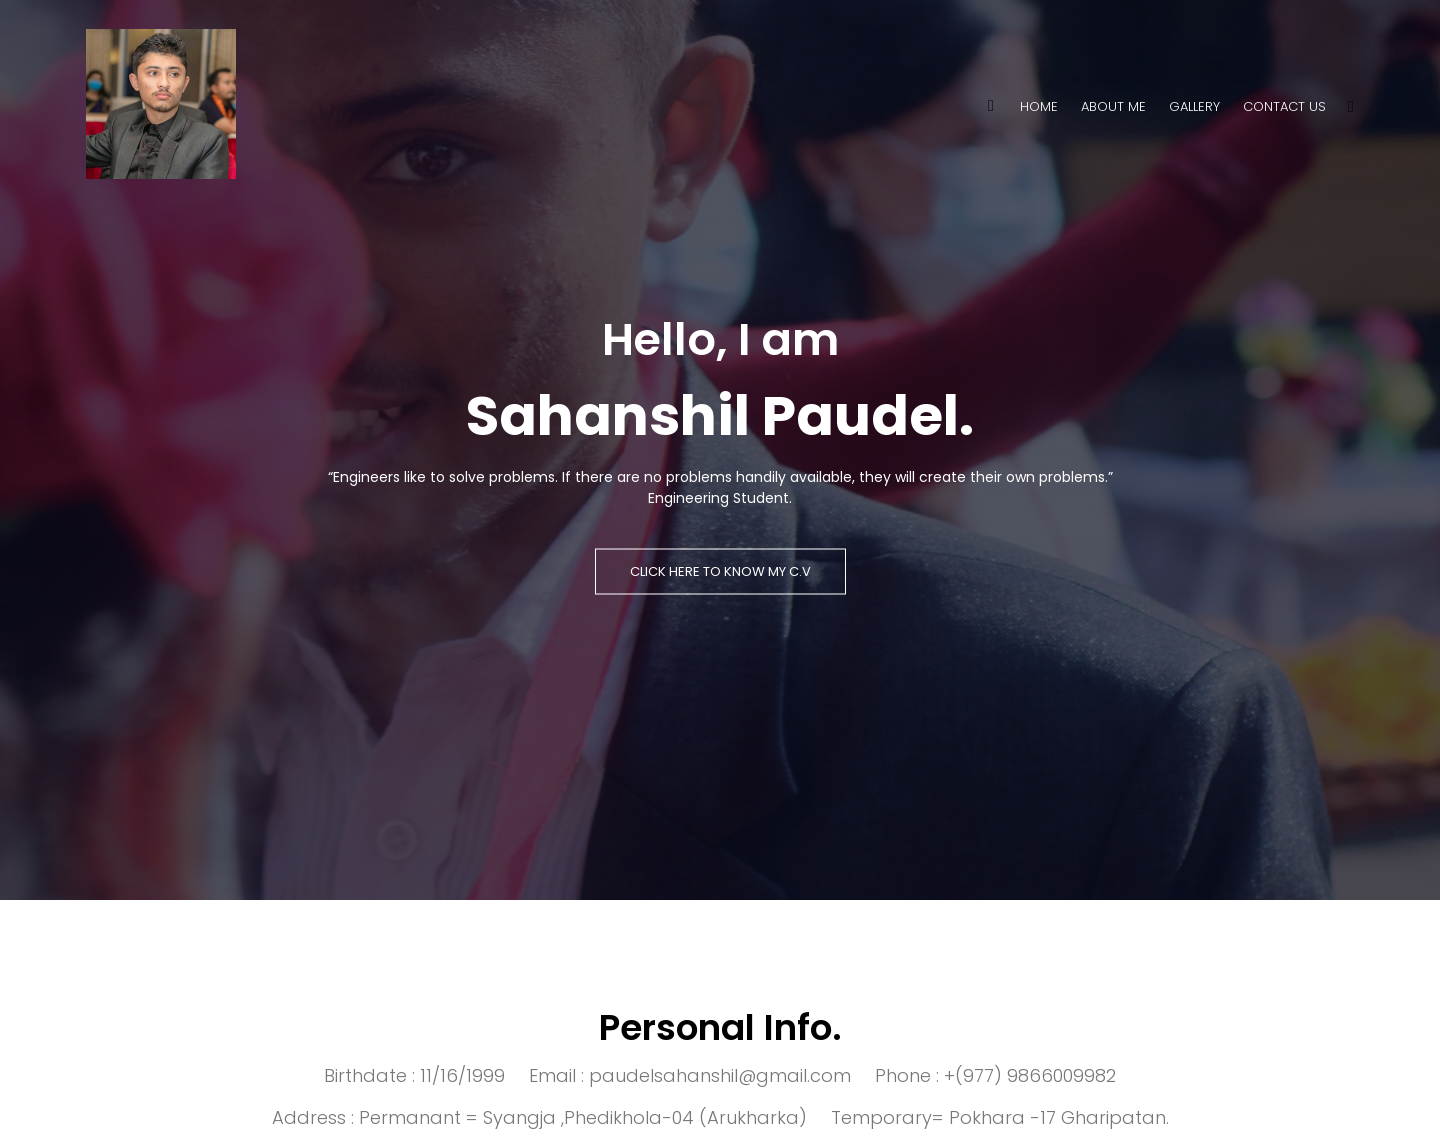 HOME ABOUT ME GALLERY CONTACT US
Hello, I am
Sahanshil Paudel.
“Engineers like to solve problems. If there are no problems handily available, they will create their own problems.”
Engineering Student.
CLICK HERE TO KNOW MY C.V
Personal Info.
Birthdate : 11/16/1999 Email : paudelsahanshil@gmail.com Phone : +(977) 9866009982
Address : Permanant = Syangja ,Phedikhola-04 (Arukharka) Temporary= Pokhara -17 Gharipatan.